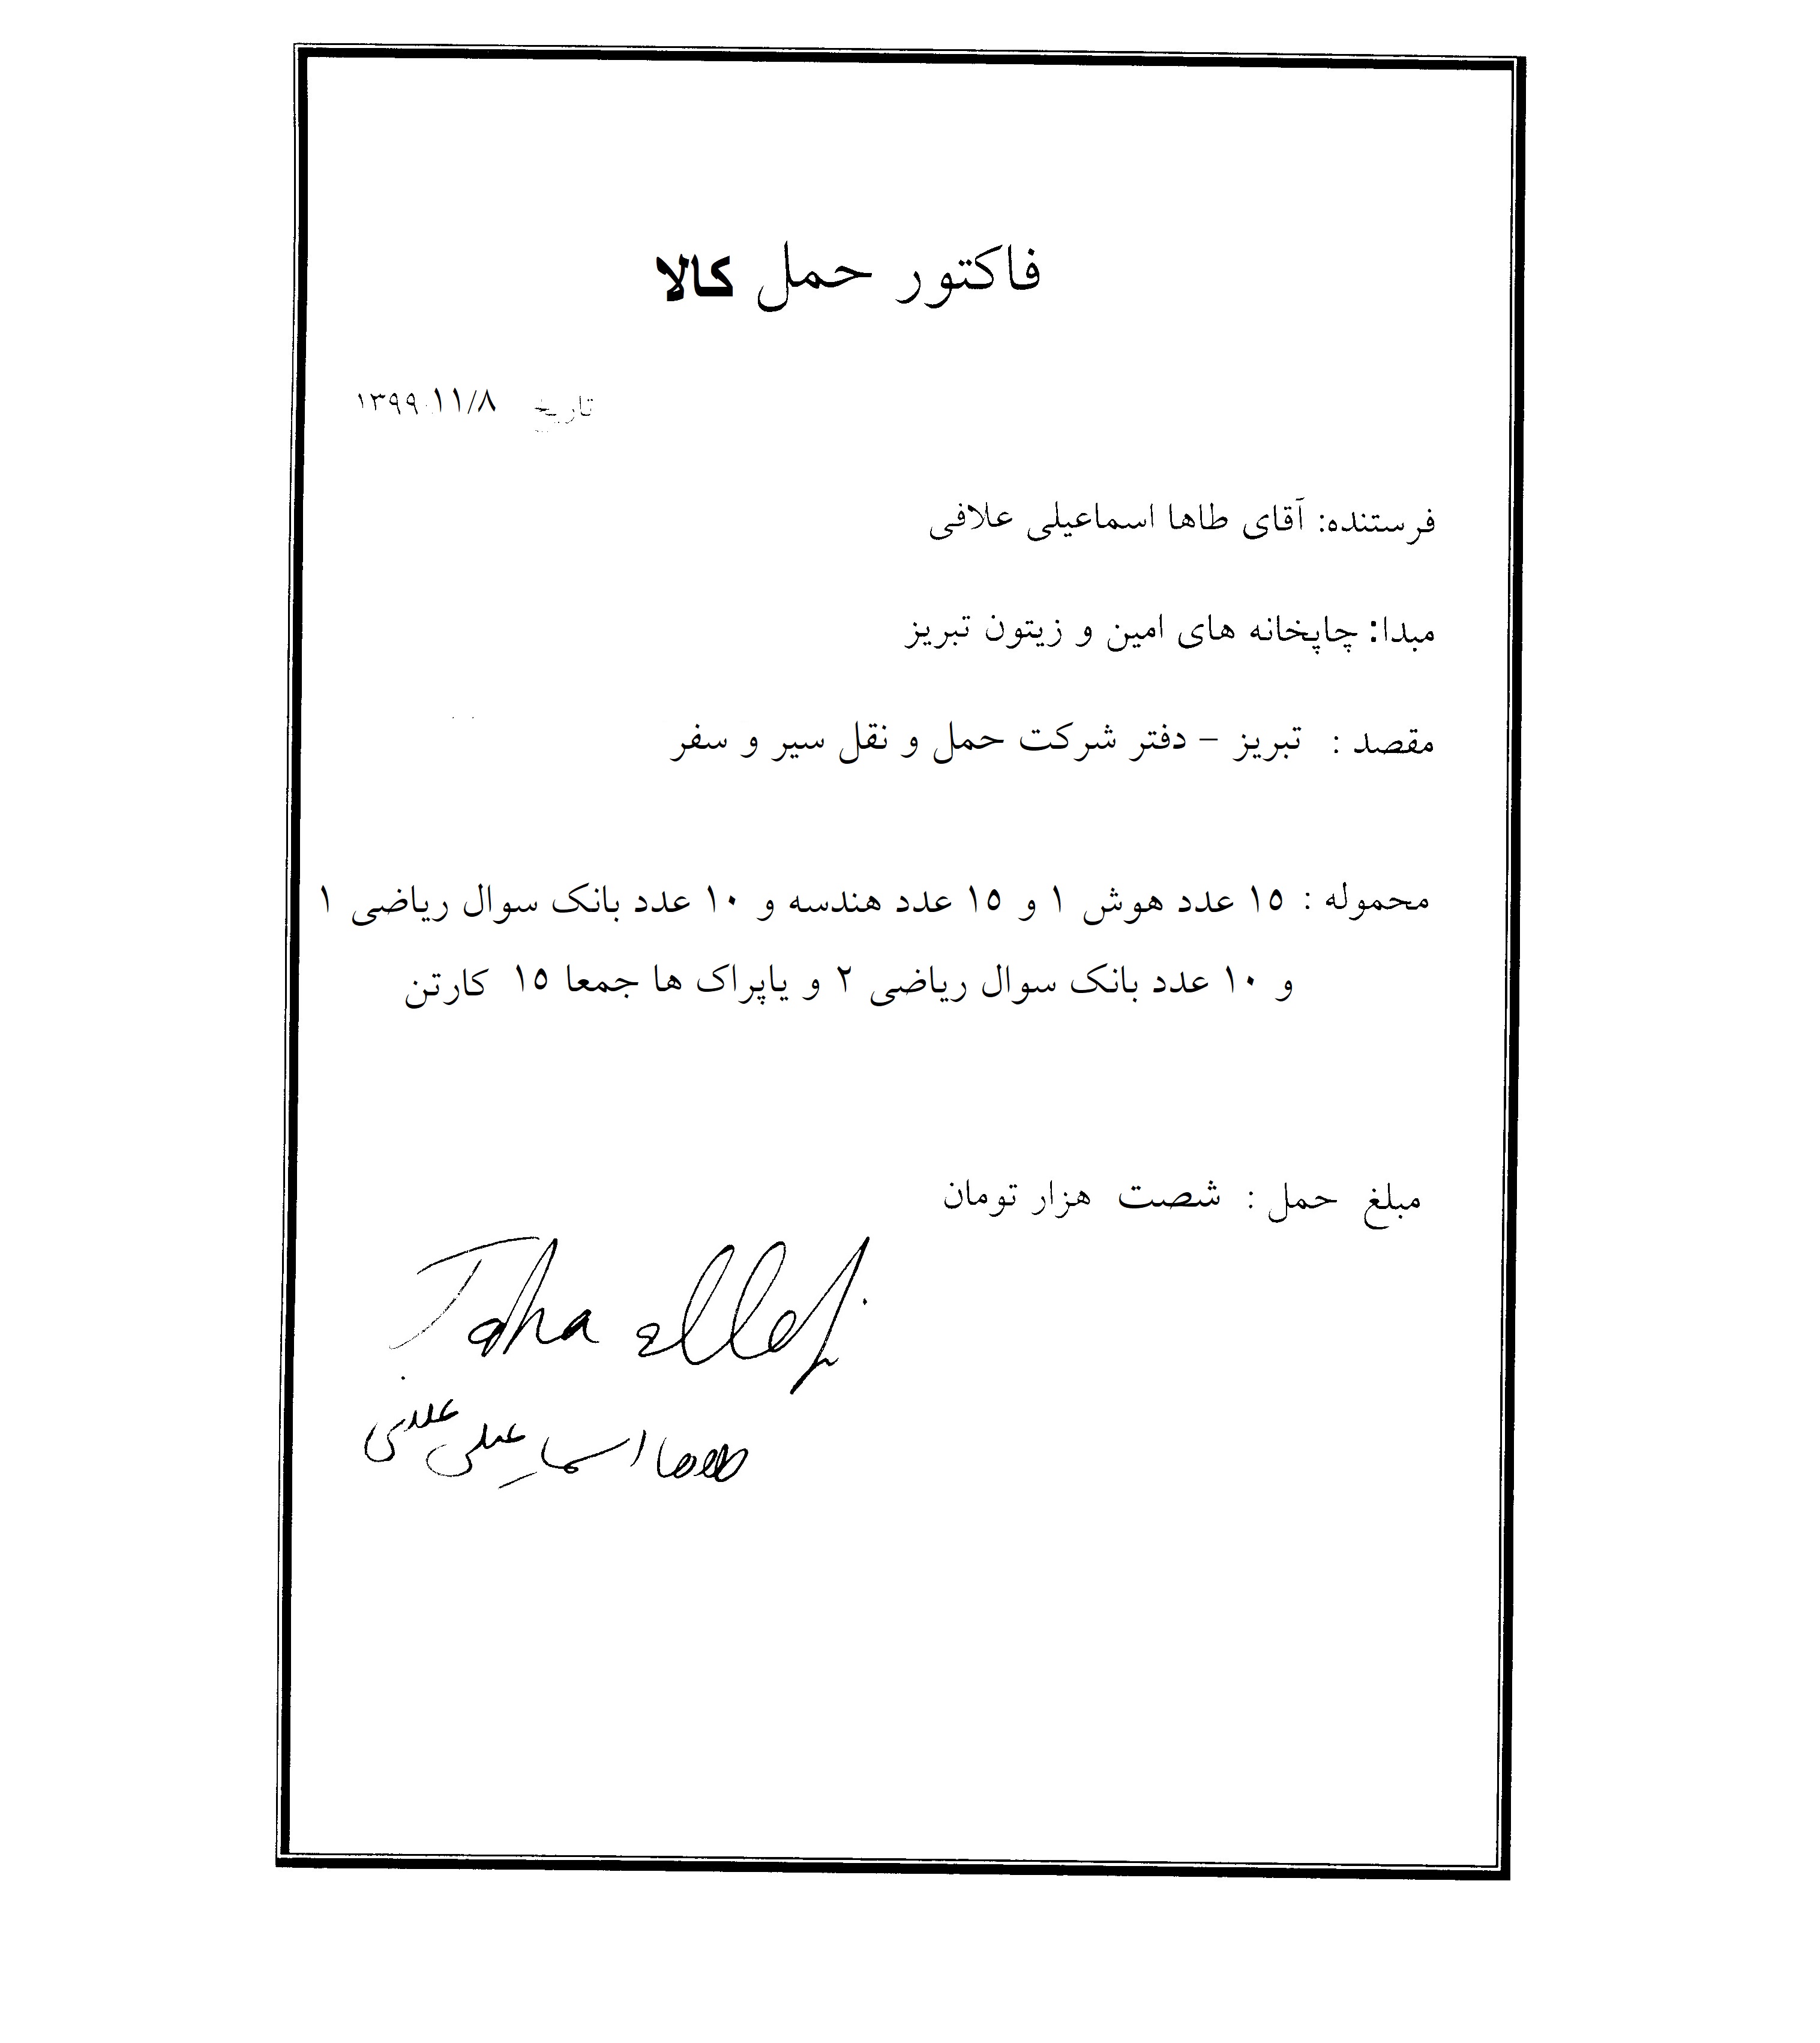 فاکتور حمل کالا
تاریخ ۱۳۹۹ ۱۱/۸
فرستنده: آقای طاها اسماعیلی علافی
مبدا: چاپخانه های امین و زیتون تبریز
مقصد : تبریز – دفتر شرکت حمل و نقل سیر و سفر
محموله : ۱۵ عدد هوش ۱ و ۱۵ عدد هندسه و ۱۰ عدد بانک سوال ریاضی ۱
و ۱۰ عدد بانک سوال ریاضی ۲ و یاپراک ها جمعا ۱۵ کارتن
مبلغ حمل : شصت هزار تومان
Taha ellafi
طاها اسماعیلی علافی